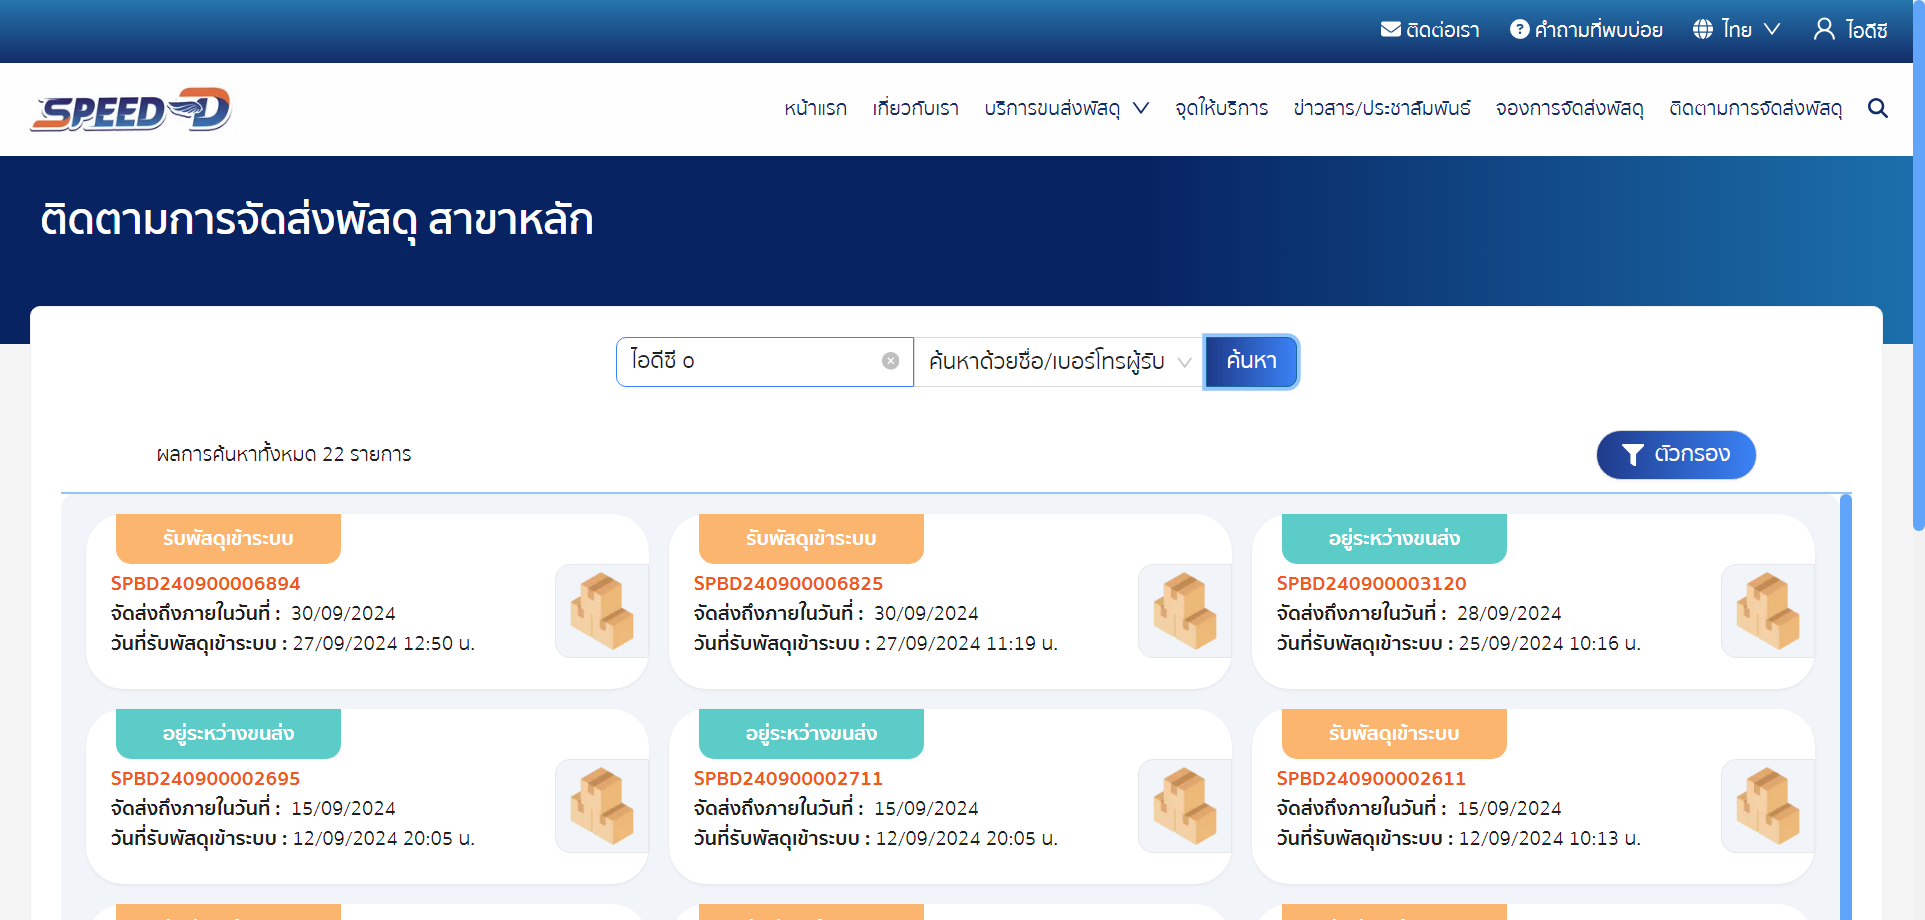 ติดต่อเรา คำถามที่พบบ่อย ไทย ไอดีซี
SPEED-D หน้าแรก เกี่ยวกับเรา บริการขนส่งพัสดุ จุดให้บริการ ข่าวสาร/ประชาสัมพันธ์ จองการจัดส่งพัสดุ ติดตามการจัดส่งพัสดุ
ติดตามการจัดส่งพัสดุ สาขาหลัก
ไอดีซี o ค้นหาด้วยชื่อ/เบอร์โทรผู้รับ ค้นหา
ผลการค้นหาทั้งหมด 22 รายการ ตัวกรอง
รับพัสดุเข้าระบบ
SPBD240900006894
จัดส่งถึงภายในวันที่ : 30/09/2024
วันที่รับพัสดุเข้าระบบ : 27/09/2024 12:50 น.
รับพัสดุเข้าระบบ
SPBD240900006825
จัดส่งถึงภายในวันที่ : 30/09/2024
วันที่รับพัสดุเข้าระบบ : 27/09/2024 11:19 น.
อยู่ระหว่างขนส่ง
SPBD240900003120
จัดส่งถึงภายในวันที่ : 28/09/2024
วันที่รับพัสดุเข้าระบบ : 25/09/2024 10:16 น.
อยู่ระหว่างขนส่ง
SPBD240900002695
จัดส่งถึงภายในวันที่ : 15/09/2024
วันที่รับพัสดุเข้าระบบ : 12/09/2024 20:05 น.
อยู่ระหว่างขนส่ง
SPBD240900002711
จัดส่งถึงภายในวันที่ : 15/09/2024
วันที่รับพัสดุเข้าระบบ : 12/09/2024 20:05 น.
รับพัสดุเข้าระบบ
SPBD240900002611
จัดส่งถึงภายในวันที่ : 15/09/2024
วันที่รับพัสดุเข้าระบบ : 12/09/2024 10:13 น.